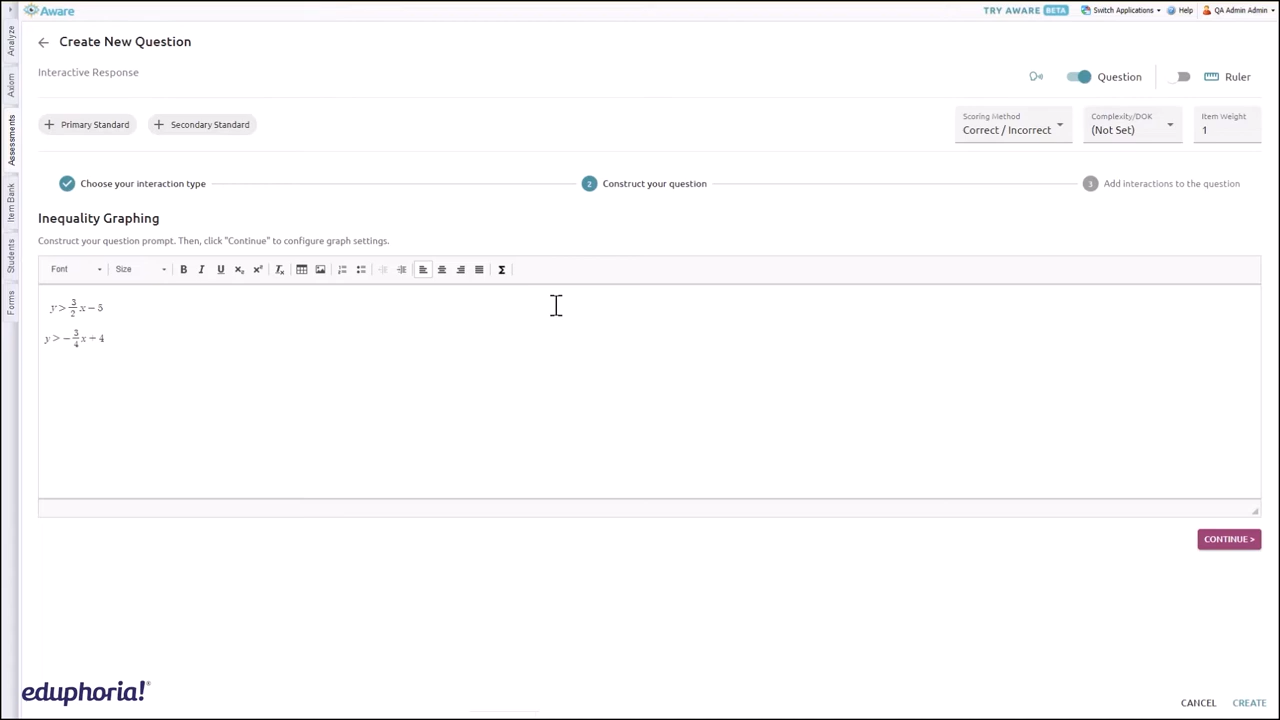 Aware
TRY AWARE BETA Switch Applications Help QA Admin Admin
Analyze
Axiom
Assessments
Item Bank
Students
Forms
Create New Question
Interactive Response
Question Ruler
Primary Standard Secondary Standard
Scoring Method Complexity/DOK Item Weight
Correct / Incorrect (Not Set) 1
Choose your interaction type 2 Construct your question 3 Add interactions to the question
Inequality Graphing
Construct your question prompt. Then, click "Continue" to configure graph settings.
Font Size B I U x₂ x² Tx Σ
y > 3/2 x − 5
y > − 3/4 x + 4
CONTINUE >
eduphoria!®
CANCEL CREATE